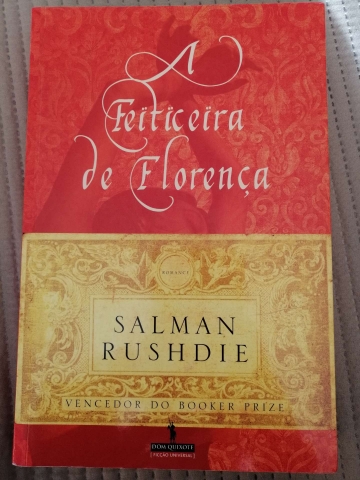 A
Feiticeira
de Florença
ROMANCE
SALMAN
RUSHDIE
VENCEDOR DO BOOKER PRIZE
DOM QUIXOTE
[FICÇÃO UNIVERSAL]